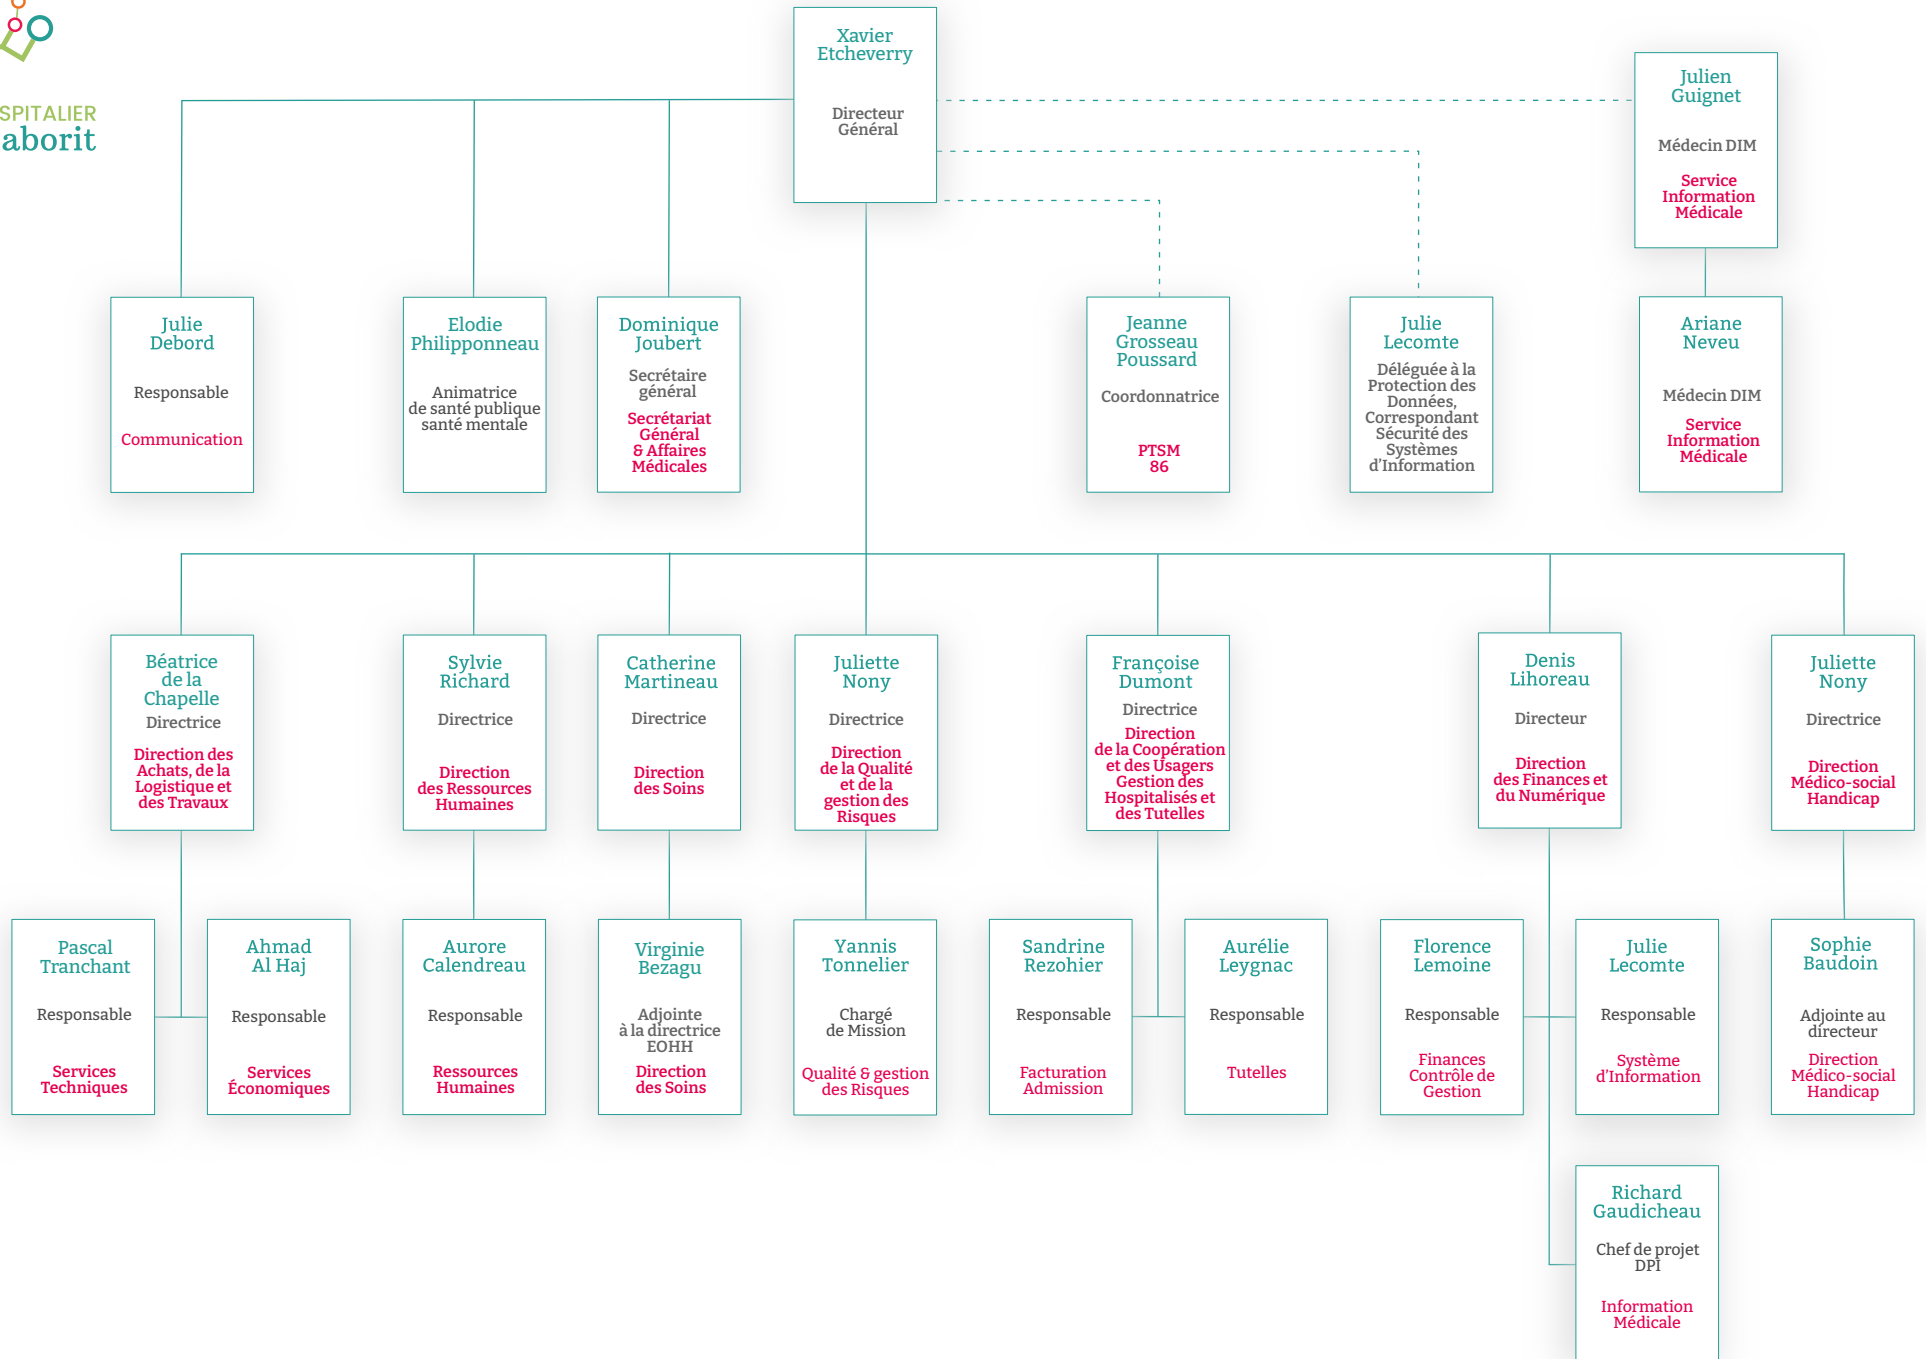 SPITALIER
aborit
Xavier
Etcheverry
Directeur
Général
Julien
Guignet
Médecin DIM
Service
Information
Médicale
Julie
Debord
Responsable
Communication
Elodie
Philipponneau
Animatrice
de santé publique
santé mentale
Dominique
Joubert
Secrétaire
général
Secrétariat
Général
& Affaires
Médicales
Jeanne
Grosseau
Poussard
Coordonnatrice
PTSM
86
Julie
Lecomte
Déléguée à la
Protection des
Données,
Correspondant
Sécurité des
Systèmes
d'Information
Ariane
Neveu
Médecin DIM
Service
Information
Médicale
Béatrice
de la
Chapelle
Directrice
Direction des
Achats, de la
Logistique et
des Travaux
Sylvie
Richard
Directrice
Direction
des Ressources
Humaines
Catherine
Martineau
Directrice
Direction
des Soins
Juliette
Nony
Directrice
Direction
de la Qualité
et de la
gestion des
Risques
Françoise
Dumont
Directrice
Direction
de la Coopération
et des Usagers
Gestion des
Hospitalisés et
des Tutelles
Denis
Lihoreau
Directeur
Direction
des Finances et
du Numérique
Juliette
Nony
Directrice
Direction
Médico-social
Handicap
Pascal
Tranchant
Responsable
Services
Techniques
Ahmad
Al Haj
Responsable
Services
Économiques
Aurore
Calendreau
Responsable
Ressources
Humaines
Virginie
Bezagu
Adjointe
à la directrice
EOHH
Direction
des Soins
Yannis
Tonnelier
Chargé
de Mission
Qualité & gestion
des Risques
Sandrine
Rezohier
Responsable
Facturation
Admission
Aurélie
Leygnac
Responsable
Tutelles
Florence
Lemoine
Responsable
Finances
Contrôle de
Gestion
Julie
Lecomte
Responsable
Système
d'Information
Sophie
Baudoin
Adjointe au
directeur
Direction
Médico-social
Handicap
Richard
Gaudicheau
Chef de projet
DPI
Information
Médicale